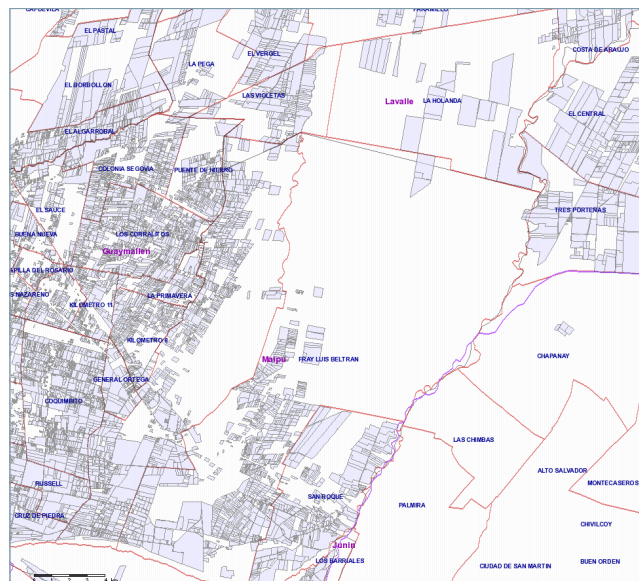 EL PASTAL
COSTA DE ARAUJO
EL VERGEL
LA PEGA
EL BORBOLLON
LAS VIOLETAS
Lavalle
LA HOLANDA
EL CENTRAL
EL ALGARROBAL
COLONIA SEGOVIA
PUENTE DE HIERRO
EL SAUCE
TRES PORTEÑAS
BUENA NUEVA
LOS CORRALITOS
Guaymallen
APILLA DEL ROSARIO
S NAZARENO
LA PRIMAVERA
KILOMETRO 11
KILOMETRO 8
CHAPANAY
Maipu
FRAY LUIS BELTRAN
GENERAL ORTEGA
COQUIMBITO
LAS CHIMBAS
ALTO SALVADOR
RUSSELL
MONTECASEROS
SAN ROQUE
PALMIRA
CRUZ DE PIEDRA
CHIVILCOY
Junin
LOS BARRIALES
CIUDAD DE SAN MARTIN
BUEN ORDEN